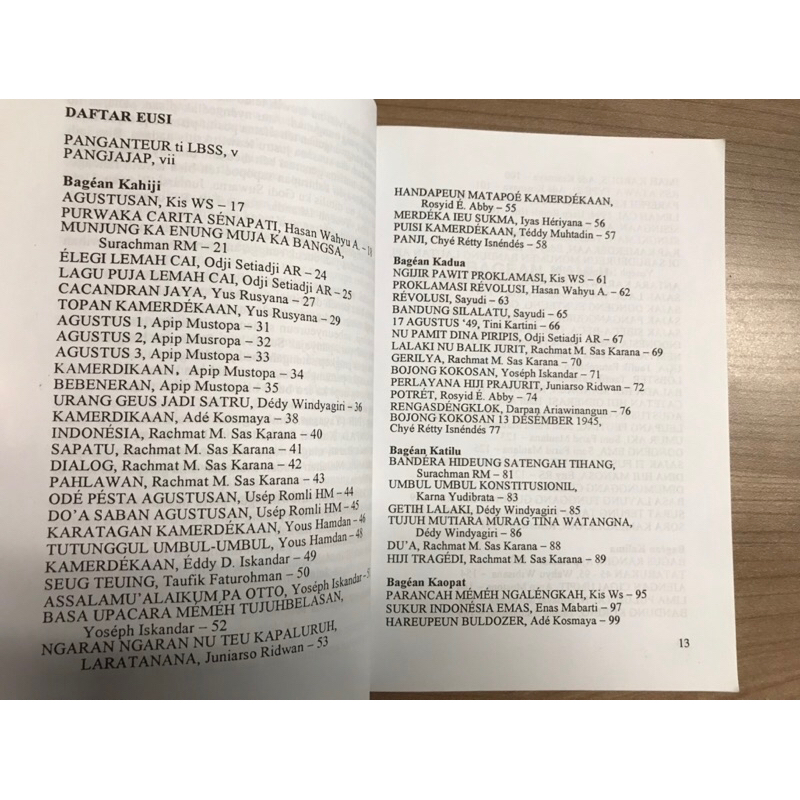 DAFTAR EUSI
PANGANTEUR ti LBSS, v
PANGJAJAP, vii
Bagéan Kahiji
AGUSTUSAN, Kis WS – 17
PURWAKA CARITA SÉNAPATI, Hasan Wahyu A. – 18
MUNJUNG KA ENUNG MUJA KA BANGSA,
Surachman RM – 21
ÉLEGI LEMAH CAI, Odji Setiadji AR – 24
LAGU PUJA LEMAH CAI, Odji Setiadji AR – 25
CACANDRAN JAYA, Yus Rusyana – 27
TOPAN KAMERDÉKAAN, Yus Rusyana – 29
AGUSTUS 1, Apip Mustopa – 31
AGUSTUS 2, Apip Musropa – 32
AGUSTUS 3, Apip Mustopa – 33
KAMERDIKAAN, Apip Mustopa – 34
BEBENERAN, Apip Mustopa – 35
URANG GEUS JADI SATRU, Dédy Windyagiri – 36
KAMERDIKAAN, Adé Kosmaya – 38
INDONÉSIA, Rachmat M. Sas Karana – 40
SAPATU, Rachmat M. Sas Karana – 41
DIALOG, Rachmat M. Sas Karana – 42
PAHLAWAN, Rachmat M. Sas Karana – 43
ODÉ PÉSTA AGUSTUSAN, Usép Romli HM – 44
DO'A SABAN AGUSTUSAN, Usép Romli HM – 45
KARATAGAN KAMERDÉKAAN, Yous Hamdan – 46
TUTUNGGUL UMBUL-UMBUL, Yous Hamdan – 48
KAMERDÉKAAN, Éddy D. Iskandar – 49
SEUG TEUING, Taufik Faturohman – 50
ASSALAMU'ALAIKUM PA OTTO, Yoséph Iskandar –
BASA UPACARA MÉMÉH TUJUHBELASAN,
Yoséph Iskandar – 52
NGARAN NGARAN NU TEU KAPALURUH,
LARATANANA, Juniarso Ridwan – 53
HANDAPEUN MATAPOÉ KAMERDÉKAAN,
Rosyid É. Abby – 55
MERDÉKA IEU SUKMA, Iyas Hériyana – 56
PUISI KAMERDÉKAAN, Téddy Muhtadin – 57
PANJI, Chyé Rétty Isnéndés – 58
Bagéan Kadua
NGIJIR PAWIT PROKLAMASI, Kis WS – 61
PROKLAMASI RÉVOLUSI, Hasan Wahyu A. – 62
RÉVOLUSI, Sayudi – 63
BANDUNG SILALATU, Sayudi – 65
17 AGUSTUS '49, Tini Kartini – 66
NU PAMIT DINA PIRIPIS, Odji Setiadji AR – 67
LALAKI NU BALIK JURIT, Rachmat M. Sas Karana – 69
GERILYA, Rachmat M. Sas Karana – 70
BOJONG KOKOSAN, Yoséph Iskandar – 71
PERLAYANA HIJI PRAJURIT, Juniarso Ridwan – 72
POTRÉT, Rosyid É. Abby – 74
RENGASDÉNGKLOK, Darpan Ariawinangun – 76
BOJONG KOKOSAN 13 DÉSÉMBER 1945,
Chyé Rétty Isnéndés 77
Bagéan Katilu
BANDÉRA HIDEUNG SATENGAH TIHANG,
Surachman RM – 81
UMBUL UMBUL KONSTITUSIONIL,
Karna Yudibrata – 83
GETIH LALAKI, Dédy Windyagiri – 85
TUJUH MUTIARA MURAG TINA WATANGNA,
Dédy Windyagiri – 86
DU'A, Rachmat M. Sas Karana – 88
HIJI TRAGÉDI, Rachmat M. Sas Karana – 89
Bagéan Kaopat
PARANCAH MÉMÉH NGALÉNGKAH, Kis Ws – 95
SUKUR INDONÉSIA EMAS, Enas Mabarti – 97
HAREUPEUN BULDOZER, Adé Kosmaya – 99
13